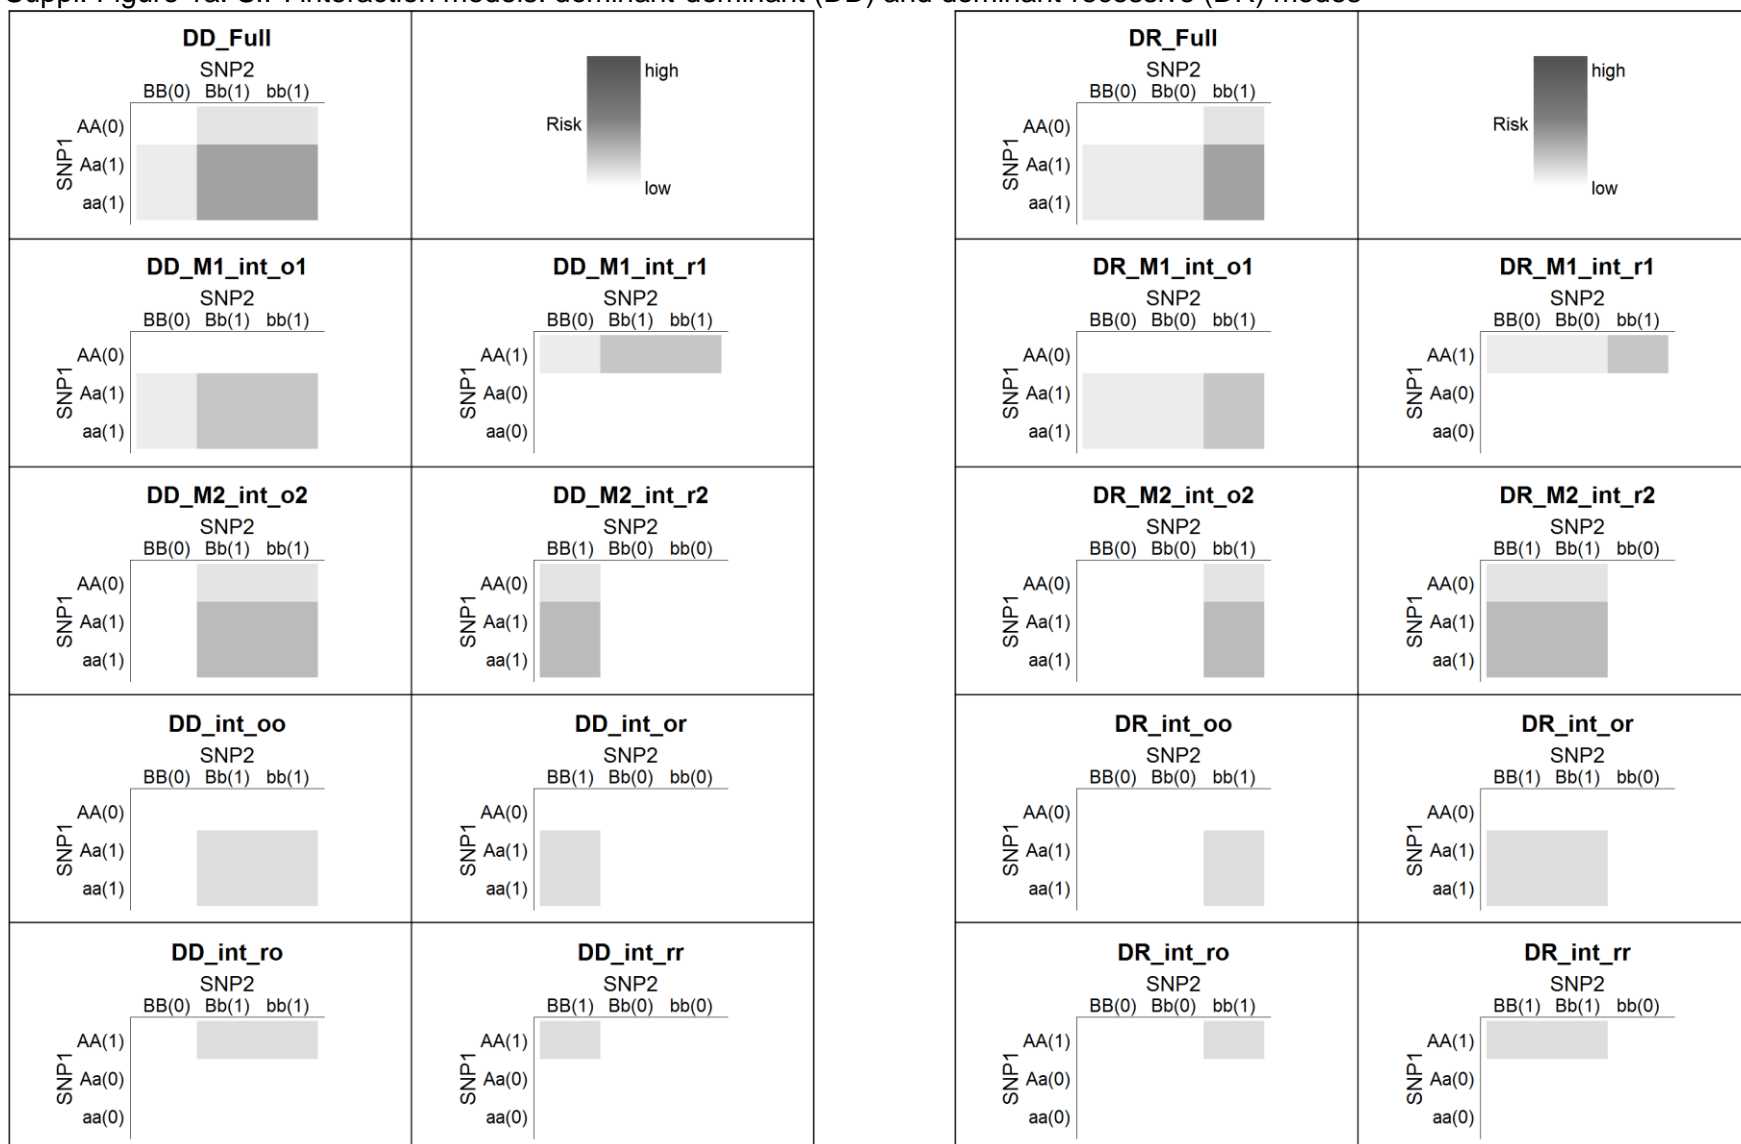 Suppl. Figure interaction models: dominant-dominant (DD) and dominant-recessive (DR) modes
DD_Full
SNP2
BB(0) Bb(1) bb(1)
SNP1
AA(0)
Aa(1)
aa(1)
high
Risk
low
DR_Full
SNP2
BB(0) Bb(0) bb(1)
SNP1
AA(0)
Aa(1)
aa(1)
high
Risk
low
DD_M1_int_o1
SNP2
BB(0) Bb(1) bb(1)
SNP1
AA(0)
Aa(1)
aa(1)
DD_M1_int_r1
SNP2
BB(0) Bb(1) bb(1)
SNP1
AA(1)
Aa(0)
aa(0)
DR_M1_int_o1
SNP2
BB(0) Bb(0) bb(1)
SNP1
AA(0)
Aa(1)
aa(1)
DR_M1_int_r1
SNP2
BB(0) Bb(0) bb(1)
SNP1
AA(1)
Aa(0)
aa(0)
DD_M2_int_o2
SNP2
BB(0) Bb(1) bb(1)
SNP1
AA(0)
Aa(1)
aa(1)
DD_M2_int_r2
SNP2
BB(1) Bb(0) bb(0)
SNP1
AA(0)
Aa(1)
aa(1)
DR_M2_int_o2
SNP2
BB(0) Bb(0) bb(1)
SNP1
AA(0)
Aa(1)
aa(1)
DR_M2_int_r2
SNP2
BB(1) Bb(1) bb(0)
SNP1
AA(0)
Aa(1)
aa(1)
DD_int_oo
SNP2
BB(0) Bb(1) bb(1)
SNP1
AA(0)
Aa(1)
aa(1)
DD_int_or
SNP2
BB(1) Bb(0) bb(0)
SNP1
AA(0)
Aa(1)
aa(1)
DR_int_oo
SNP2
BB(0) Bb(0) bb(1)
SNP1
AA(0)
Aa(1)
aa(1)
DR_int_or
SNP2
BB(1) Bb(1) bb(0)
SNP1
AA(0)
Aa(1)
aa(1)
DD_int_ro
SNP2
BB(0) Bb(1) bb(1)
SNP1
AA(1)
Aa(0)
aa(0)
DD_int_rr
SNP2
BB(1) Bb(0) bb(0)
SNP1
AA(1)
Aa(0)
aa(0)
DR_int_ro
SNP2
BB(0) Bb(0) bb(1)
SNP1
AA(1)
Aa(0)
aa(0)
DR_int_rr
SNP2
BB(1) Bb(1) bb(0)
SNP1
AA(1)
Aa(0)
aa(0)